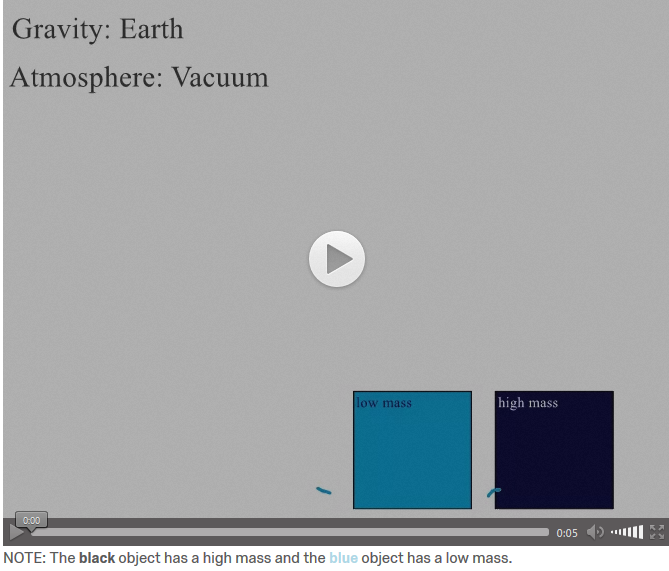 Gravity: Earth
Atmosphere: Vacuum
low mass
high mass
0:00
0:05
NOTE: The black object has a high mass and the blue object has a low mass.